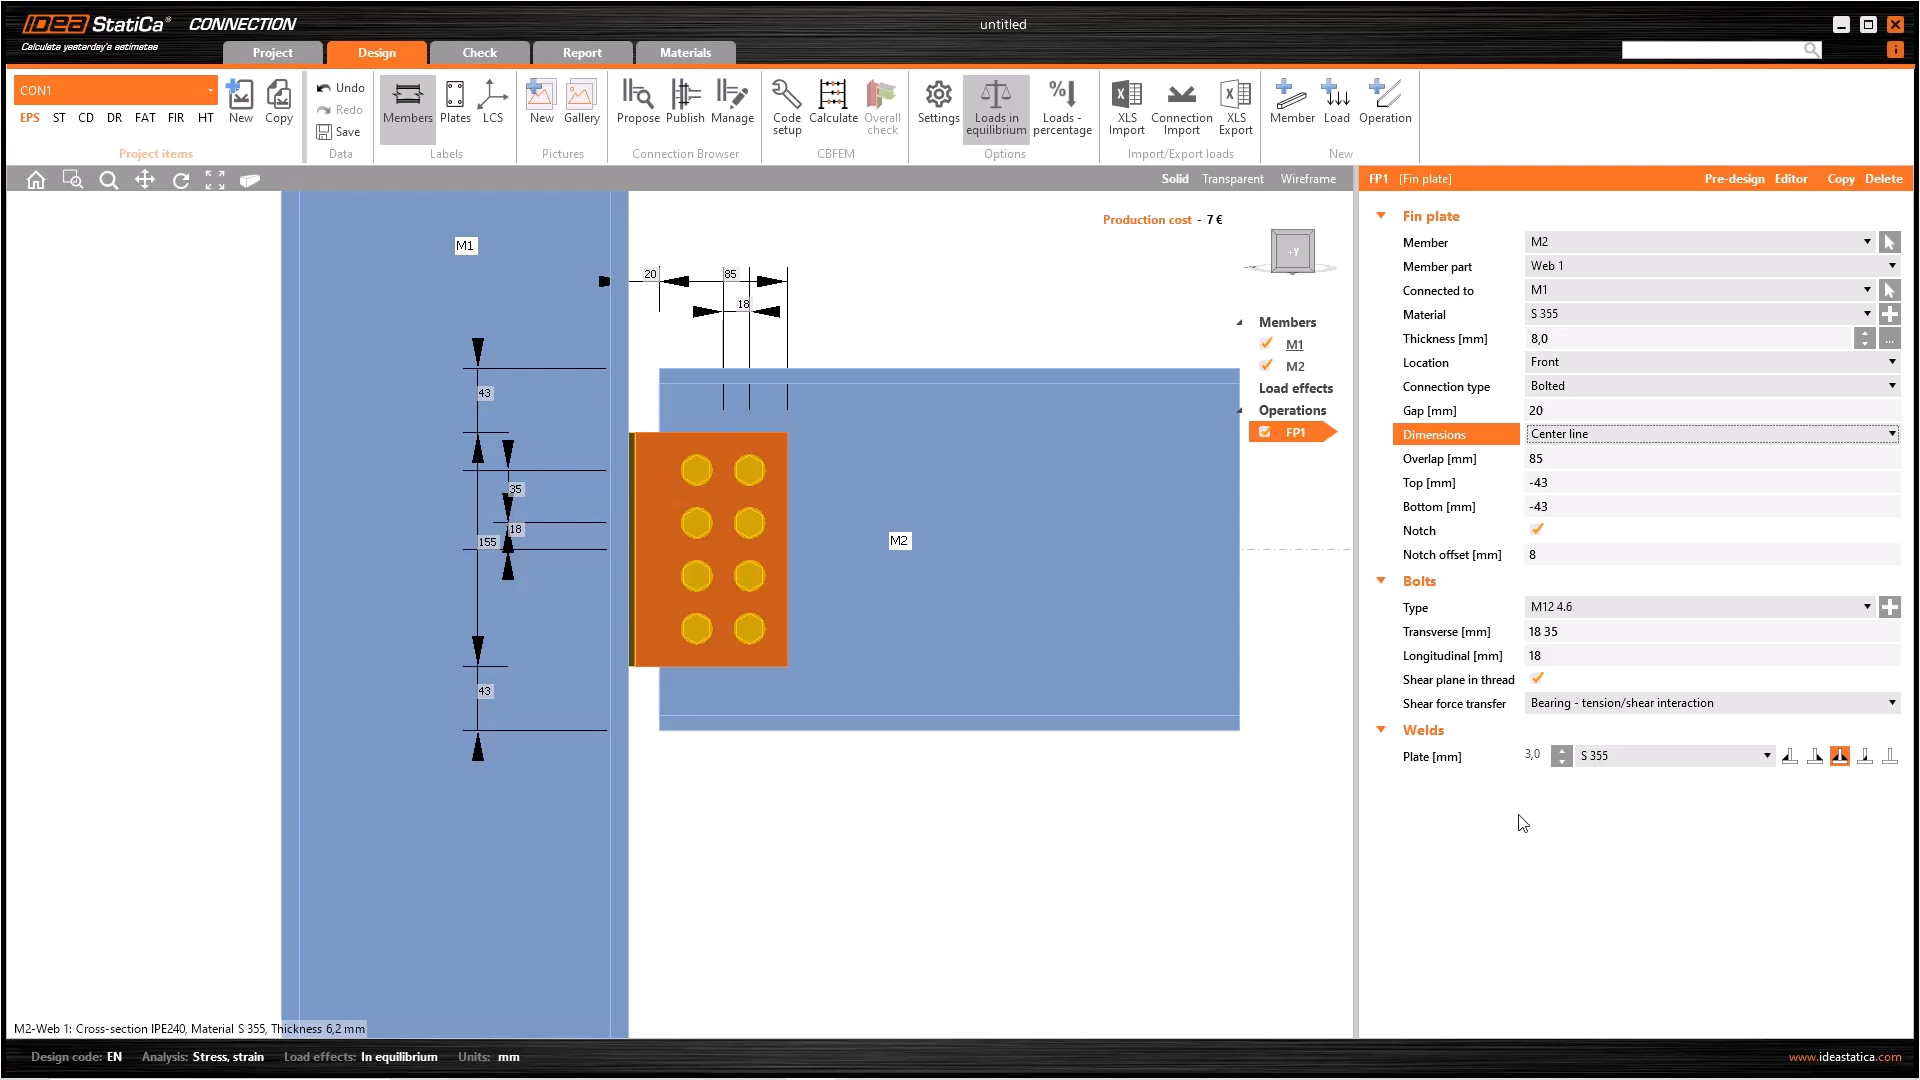 IDEA StatiCa® CONNECTION
Calculate yesterday's estimates
untitled
Project
Design
Check
Report
Materials
CON1
EPS ST CD DR FAT FIR HT
New
Copy
Project items
Undo
Redo
Save
Data
Members
Plates
LCS
Labels
New
Gallery
Pictures
Propose
Publish
Manage
Connection Browser
Code setup
Calculate
Overall check
CBFEM
Settings
Loads in equilibrium
Loads - percentage
Options
XLS Import
Connection Import
XLS Export
Import/Export loads
Member
Load
Operation
New
Solid Transparent Wireframe
Production cost - 7 €
+Y
M1
20
85
18
43
35
18
155
43
M2
Members
M1
M2
Load effects
Operations
FP1
M2-Web 1: Cross-section IPE240, Material S 355, Thickness 6,2 mm
FP1 [Fin plate] Pre-design Editor Copy Delete
Fin plate
Member M2
Member part Web 1
Connected to M1
Material S 355
Thickness [mm] 8,0 ...
Location Front
Connection type Bolted
Gap [mm] 20
Dimensions Center line
Overlap [mm] 85
Top [mm] -43
Bottom [mm] -43
Notch
Notch offset [mm] 8
Bolts
Type M12 4.6
Transverse [mm] 18 35
Longitudinal [mm] 18
Shear plane in thread
Shear force transfer Bearing - tension/shear interaction
Welds
Plate [mm] 3,0 S 355
Design code: EN Analysis: Stress, strain Load effects: In equilibrium Units: mm
www.ideastatica.com